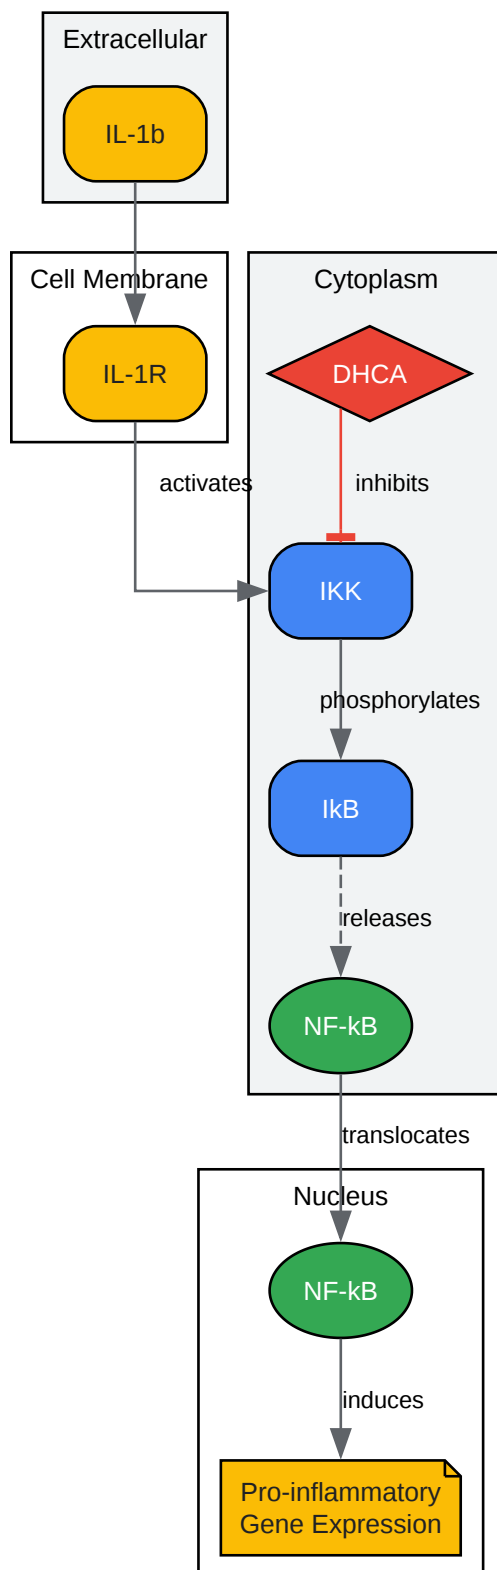 Extracellular
IL-1b
Cell Membrane
Cytoplasm
IL-1R
DHCA
activates
inhibits
IKK
phosphorylates
IkB
releases
NF-kB
translocates
Nucleus
NF-kB
induces
Pro-inflammatory
Gene Expression